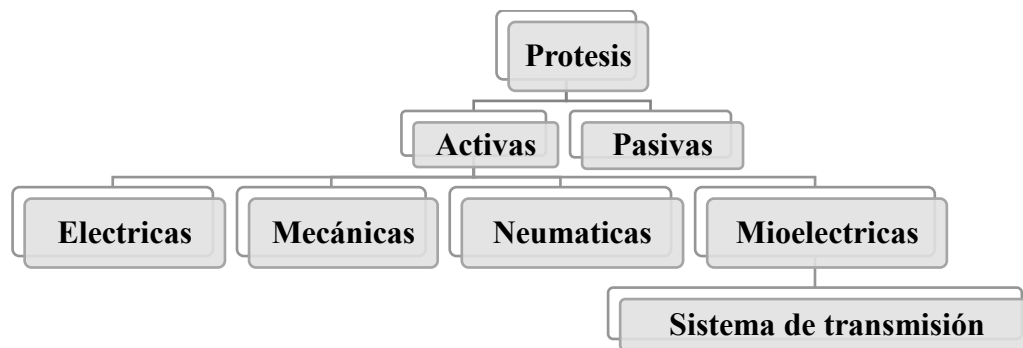 Protesis
Activas
Pasivas
Electricas
Mecánicas
Neumaticas
Mioelectricas
Sistema de transmisión